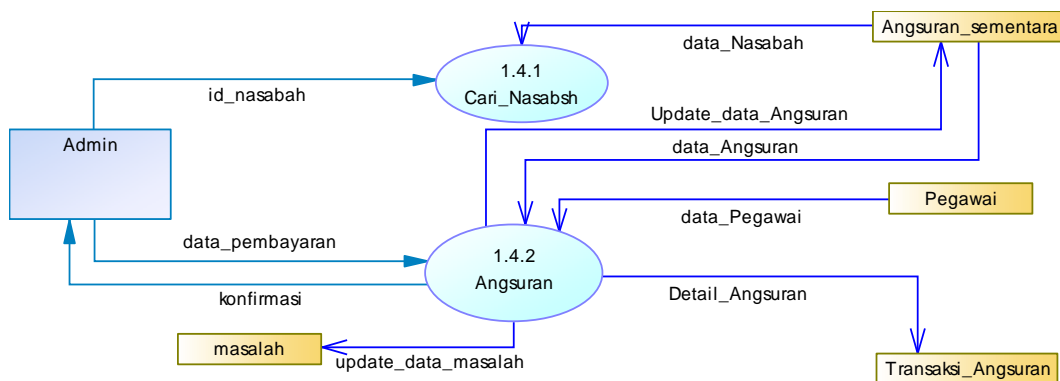 Angsuran_sementara
data_Nasabah
1.4.1
Cari_Nasabsh
id_nasabah
Update_data_Angsuran
Admin
data_Angsuran
Pegawai
data_Pegawai
data_pembayaran
1.4.2
Angsuran
konfirmasi
Detail_Angsuran
masalah
update_data_masalah
Transaksi_Angsuran